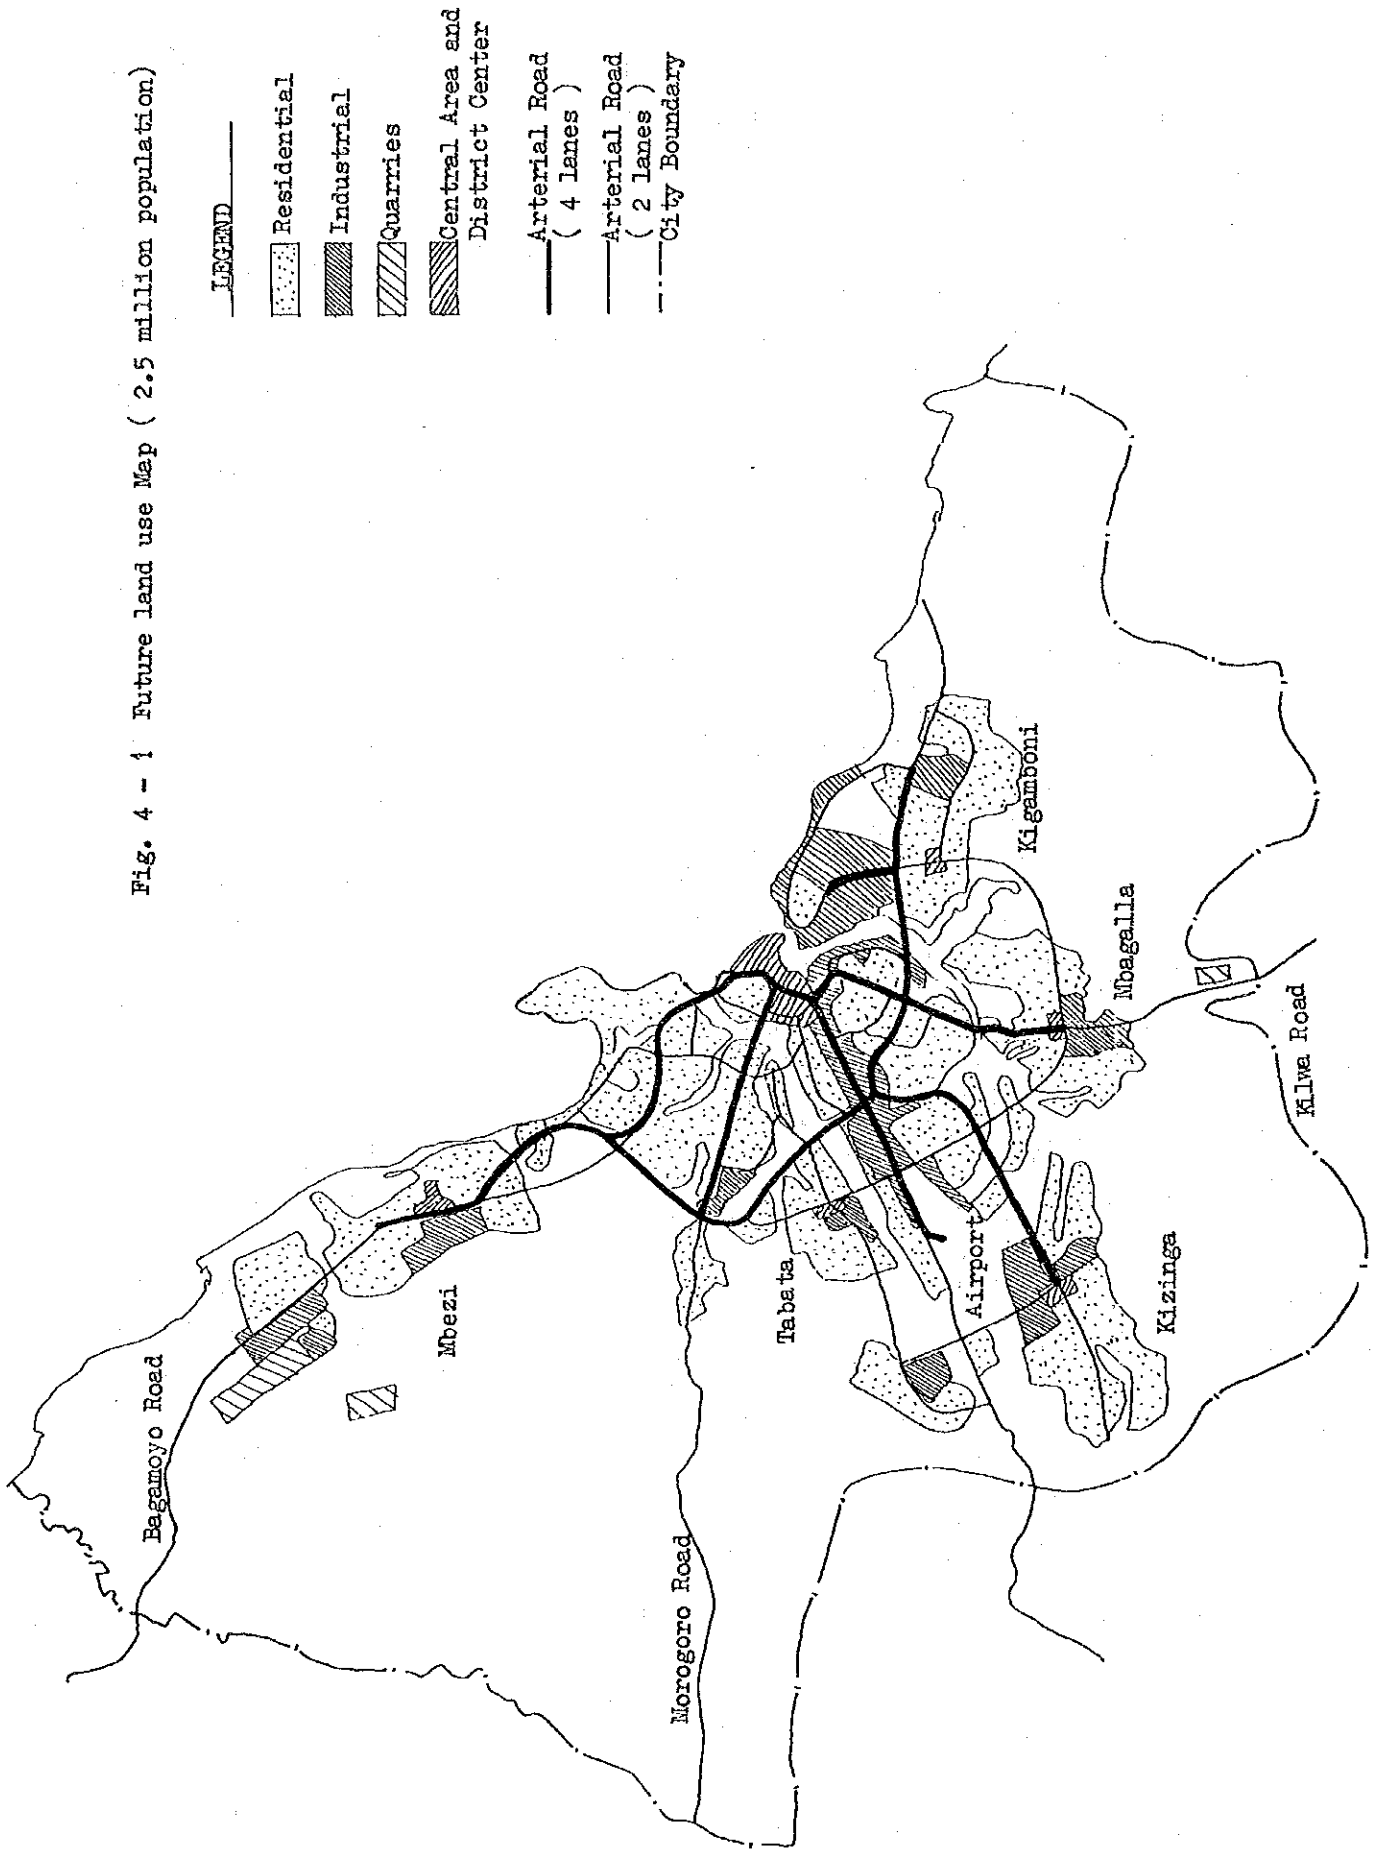 Fig. 4 - 1 Future land use Map ( 2.5 million population)
LEGEND
Residential
Industrial
Quarries
Central Area and
District Center
Arterial Road
( 4 lanes )
Arterial Road
( 2 lanes )
City Boundary
Bagamoyo Road
Mbezi
Morogoro Road
Tabata
Airport
Kizinga
Kigamboni
Mbagalla
Kilwa Road